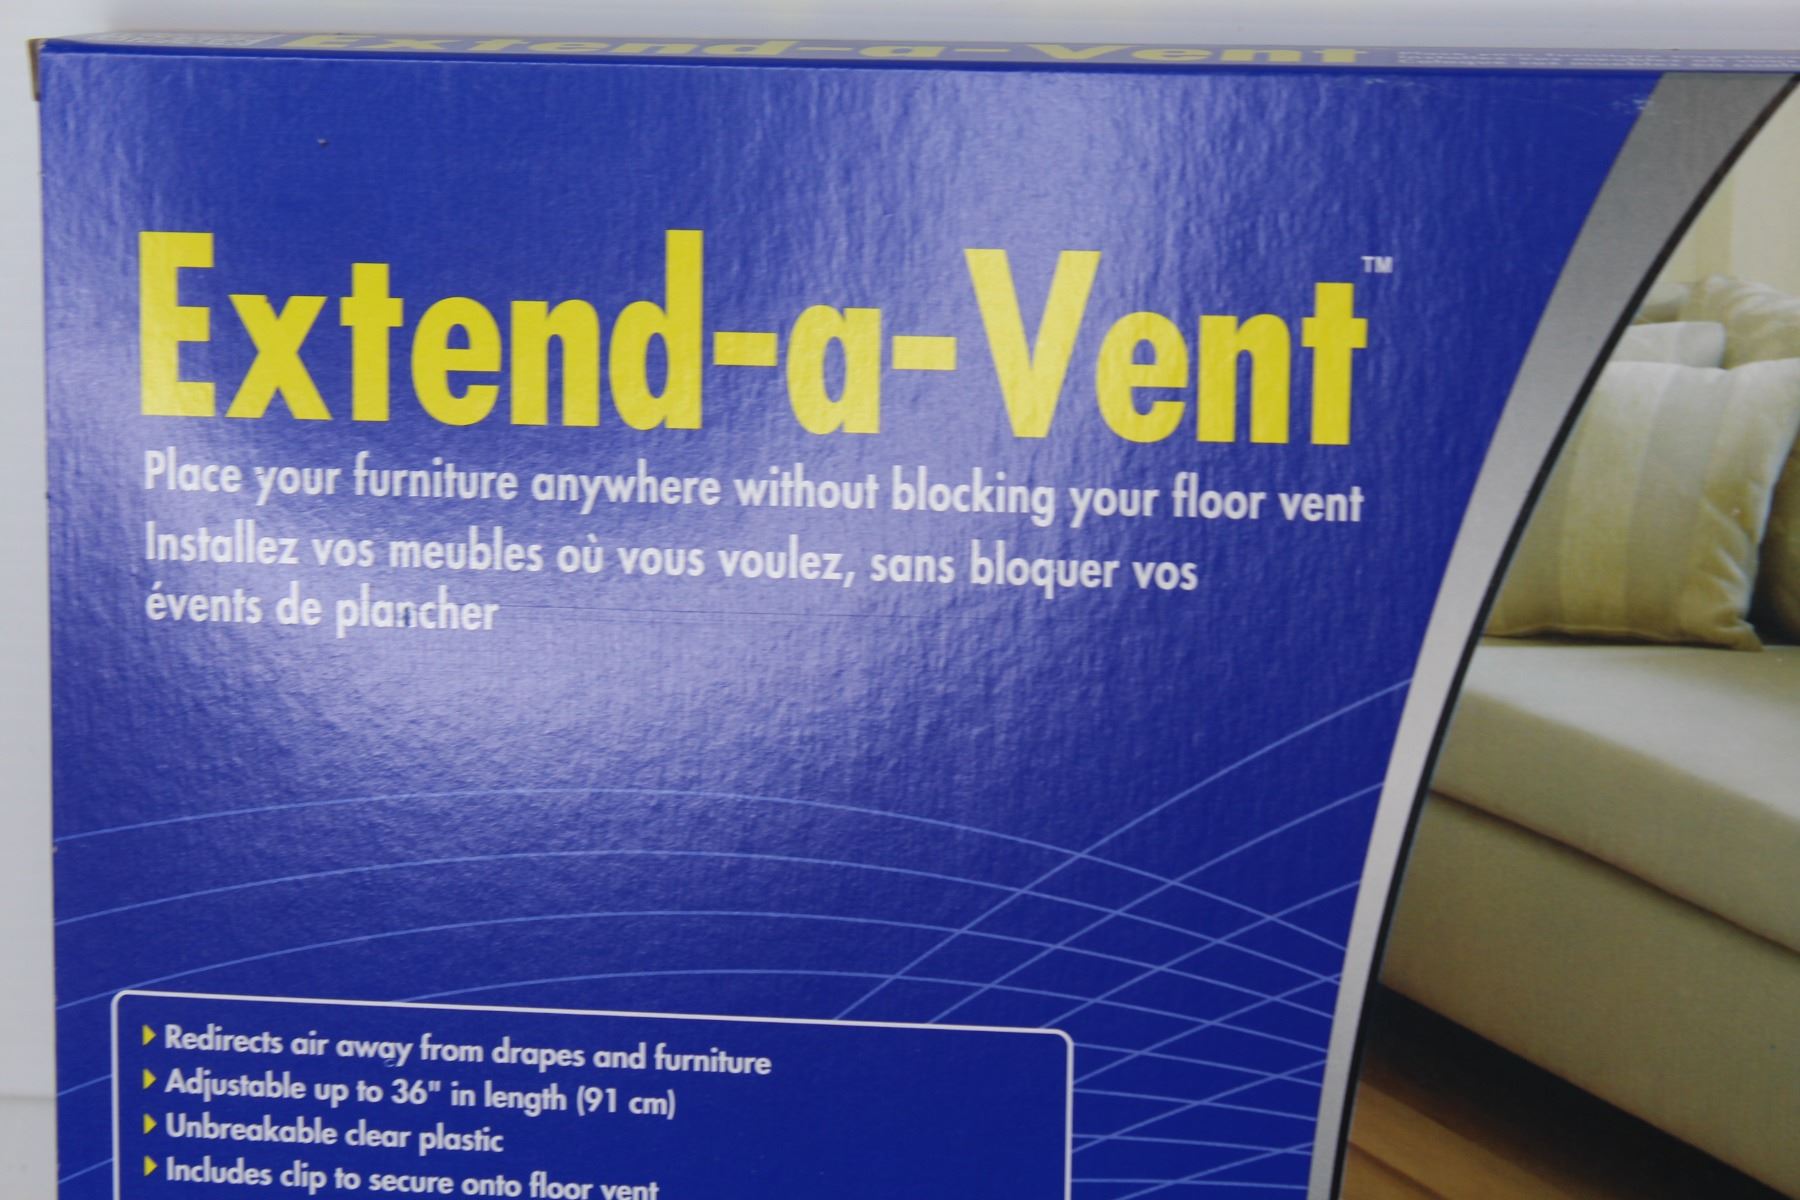 Extend-a-Vent
Extend-a-Vent™
Place your furniture anywhere without blocking your floor vent
Installez vos meubles où vous voulez, sans bloquer vos
évents de plancher
Redirects air away from drapes and furniture
Adjustable up to 36" in length (91 cm)
Unbreakable clear plastic
Includes clip to secure onto floor vent